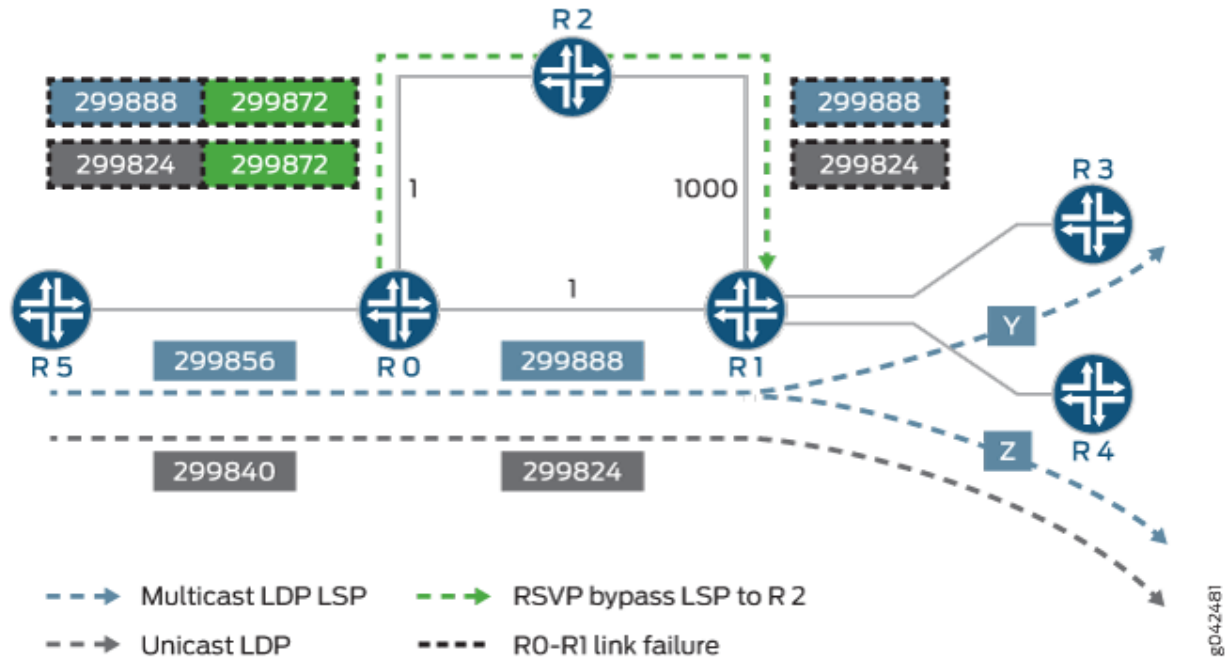 R 2
299888 299872
299888
299824 299872
299824
1
1000
R 3
1
R 5
299856
R 0
299888
R 1
Y
R 4
Z
299840
299824
Multicast LDP LSP
RSVP bypass LSP to R 2
Unicast LDP
R0-R1 link failure
g042481